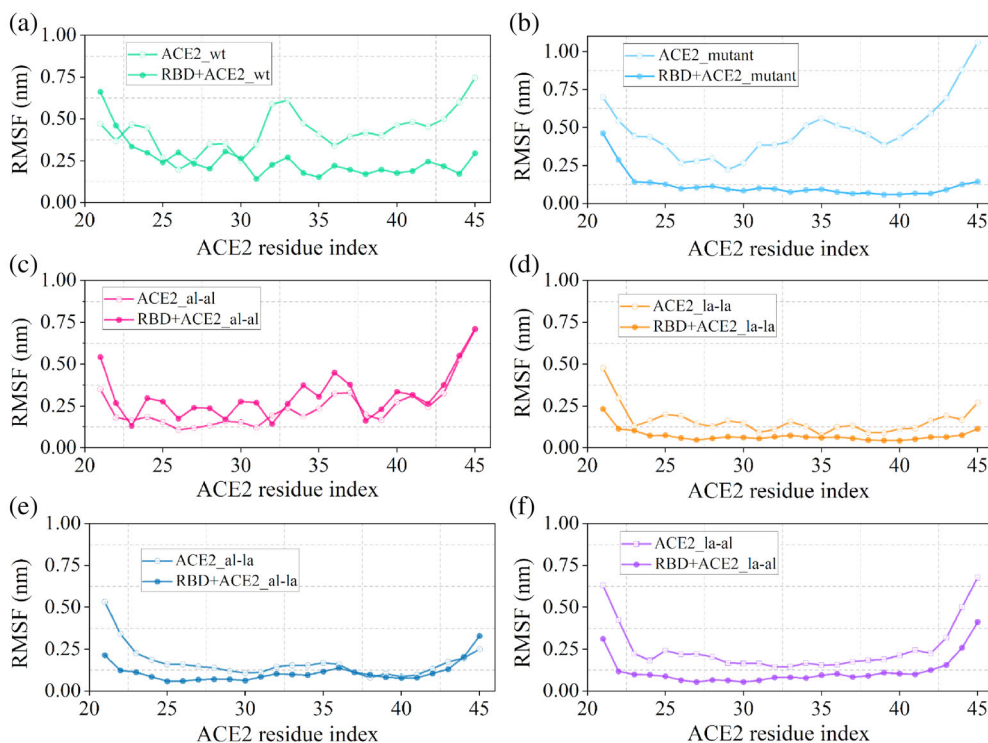 (a)
RMSF (nm)
1.00
0.75
0.50
0.25
0.00
ACE2_wt
RBD+ACE2_wt
20 25 30 35 40 45
ACE2 residue index
(b)
RMSF (nm)
1.00
0.75
0.50
0.25
0.00
ACE2_mutant
RBD+ACE2_mutant
20 25 30 35 40 45
ACE2 residue index
(c)
RMSF (nm)
1.00
0.75
0.50
0.25
0.00
ACE2_al-al
RBD+ACE2_al-al
20 25 30 35 40 45
ACE2 residue index
(d)
RMSF (nm)
1.00
0.75
0.50
0.25
0.00
ACE2_la-la
RBD+ACE2_la-la
20 25 30 35 40 45
ACE2 residue index
(e)
RMSF (nm)
1.00
0.75
0.50
0.25
0.00
ACE2_al-la
RBD+ACE2_al-la
20 25 30 35 40 45
ACE2 residue index
(f)
RMSF (nm)
1.00
0.75
0.50
0.25
0.00
ACE2_la-al
RBD+ACE2_la-al
20 25 30 35 40 45
ACE2 residue index